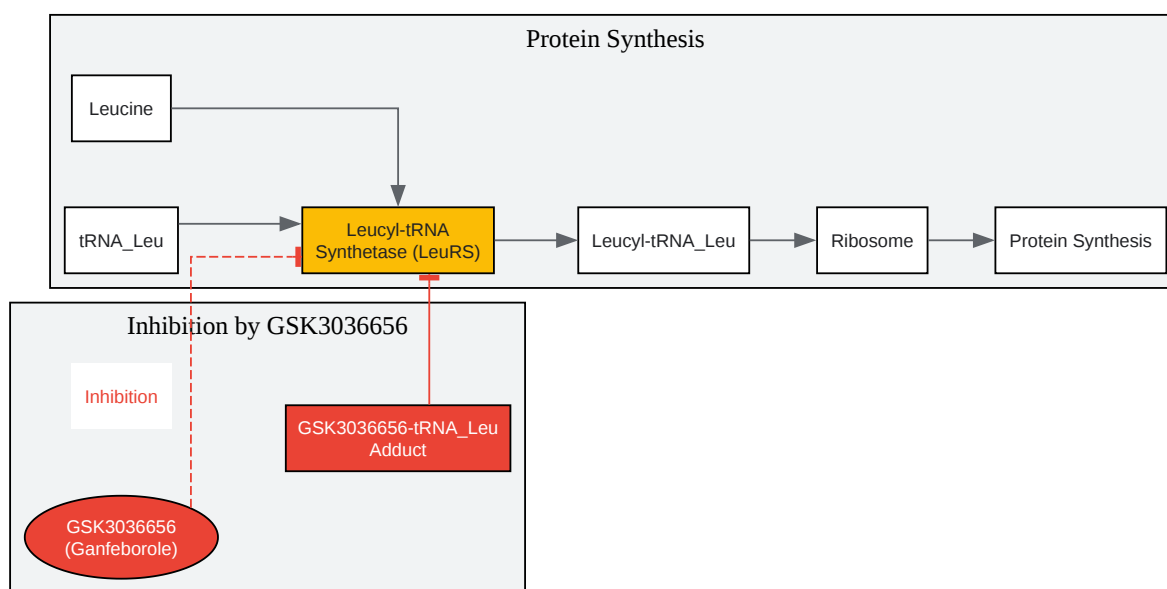 Protein Synthesis
Leucine
tRNA_Leu
Leucyl-tRNA
Synthetase (LeuRS)
Leucyl-tRNA_Leu
Ribosome
Protein Synthesis
Inhibition by GSK3036656
Inhibition
GSK3036656-tRNA_Leu
Adduct
GSK3036656
(Ganfeborole)